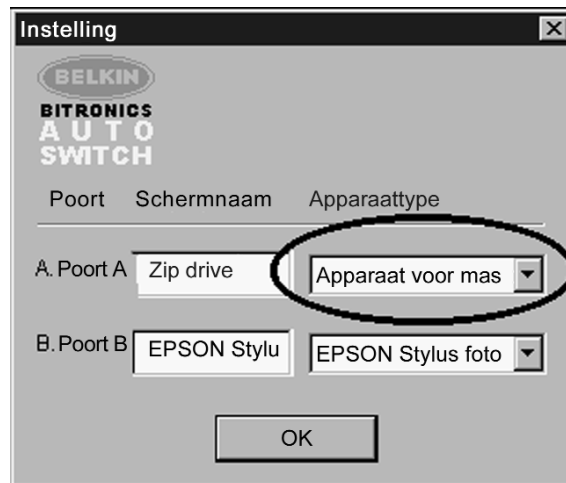 Instelling
BELKIN
BITRONICS
AUTO
SWITCH
Poort Schermnaam Apparaattype
A. Poort A Zip drive Apparaat voor mas
B. Poort B EPSON Stylu EPSON Stylus foto
OK